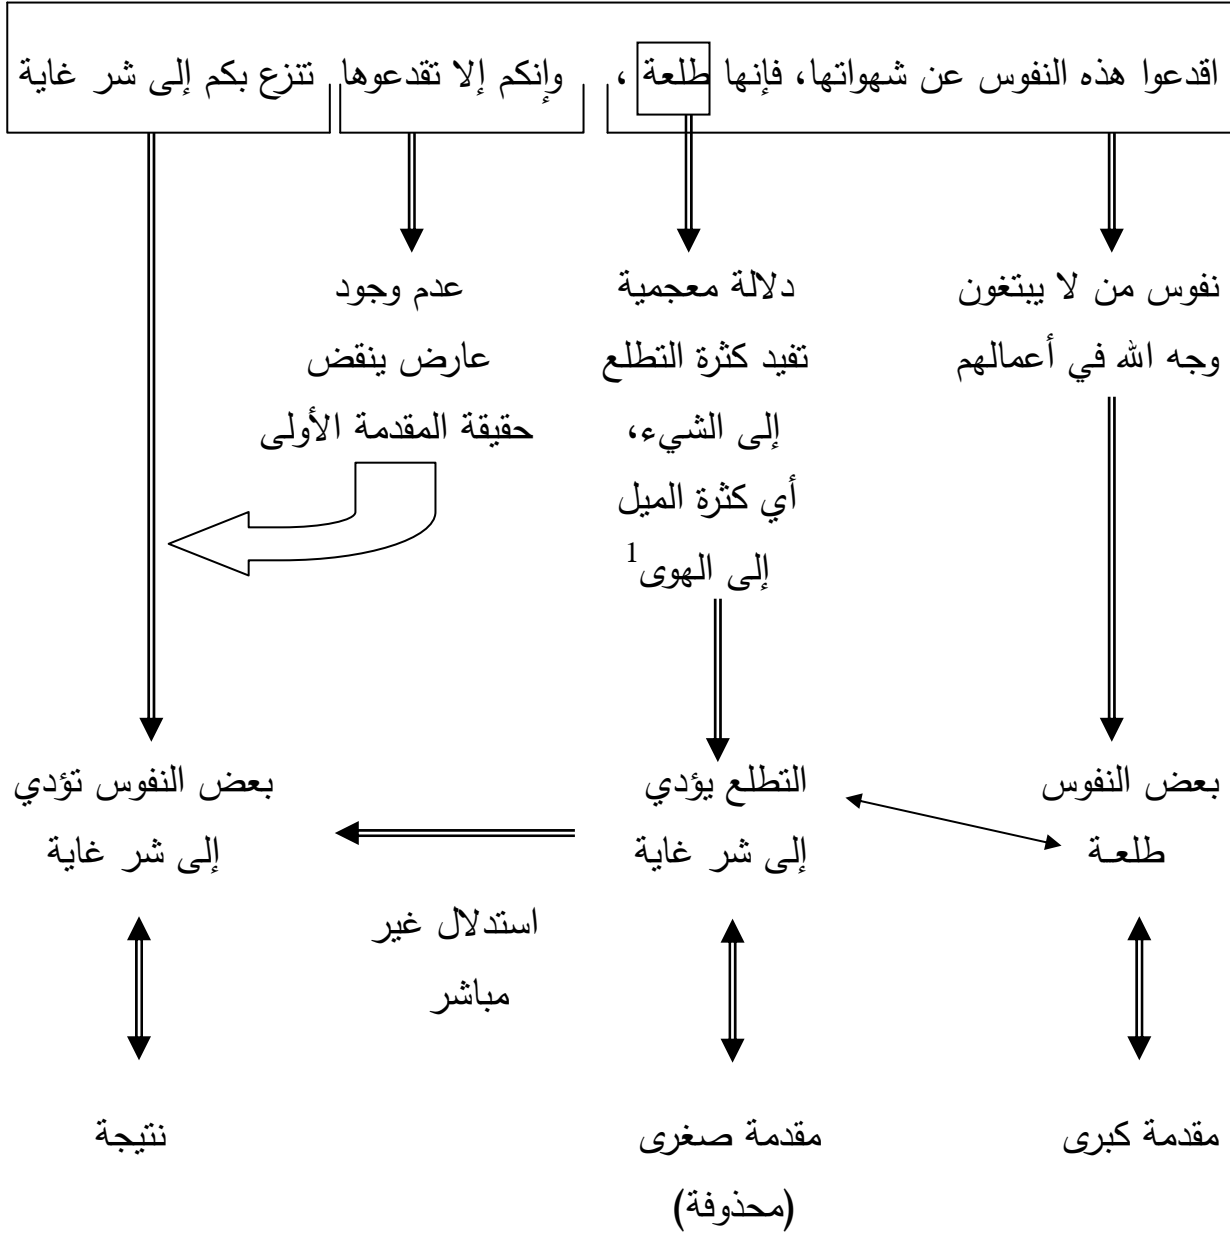 اقدعوا هذه النفوس عن شهواتها، فإنها طلعة ، وإنكم إلا تقدعوها تنزع بكم إلى شر غاية
نفوس من لا يبتغون
وجه الله في أعمالهم
دلالة معجمية
تفيد كثرة التطلع
إلى الشيء،
أي كثرة الميل
إلى الهوى1
عدم وجود
عارض ينقض
حقيقة المقدمة الأولى
بعض النفوس
طلعـة
التطلع يؤدي
إلى شر غاية
بعض النفوس تؤدي
إلى شر غاية
استدلال غير
مباشر
مقدمة كبرى
مقدمة صغرى
(محذوفة)
نتيجة